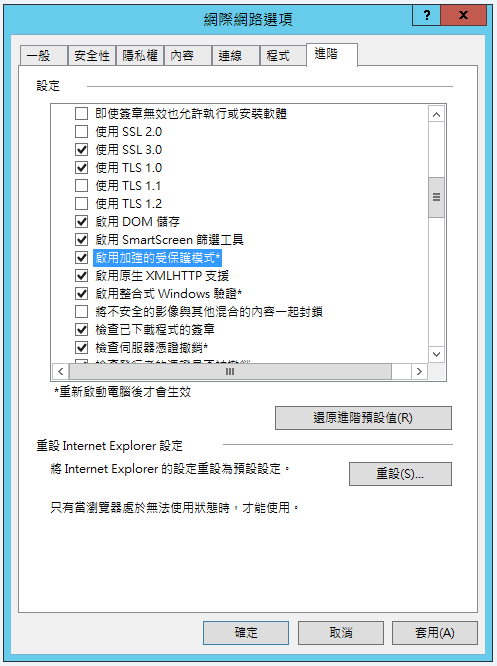 網際網路選項
? x
一般 安全性 隱私權 內容 連線 程式 進階
設定
即使簽章無效也允許執行或安裝軟體
使用 SSL 2.0
使用 SSL 3.0
使用 TLS 1.0
使用 TLS 1.1
使用 TLS 1.2
啟用 DOM 儲存
啟用 SmartScreen 篩選工具
啟用加強的受保護模式*
啟用原生 XMLHTTP 支援
啟用整合式 Windows 驗證*
將不安全的影像與其他混合的內容一起封鎖
檢查已下載程式的簽章
檢查伺服器憑證撤銷*
*重新啟動電腦後才會生效
還原進階預設值(R)
重設 Internet Explorer 設定
將 Internet Explorer 的設定重設為預設設定。
重設(S)...
只有當瀏覽器處於無法使用狀態時，才能使用。
確定 取消 套用(A)